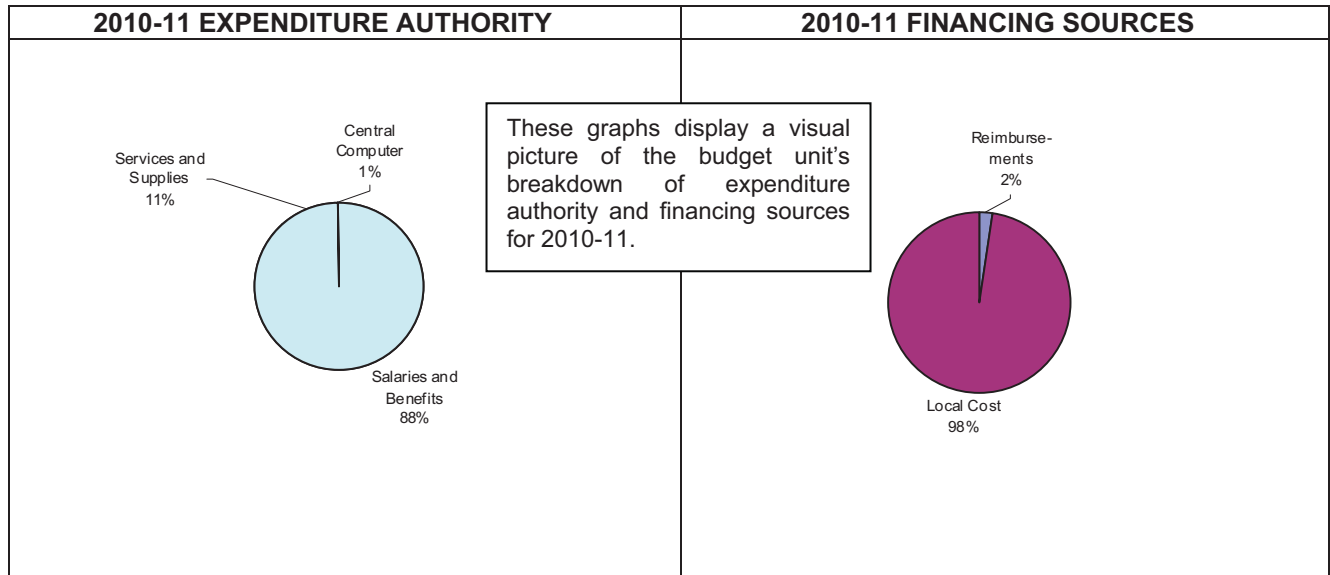 2010-11 EXPENDITURE AUTHORITY
2010-11 FINANCING SOURCES
Services and
Supplies
11%
Central
Computer
1%
Salaries and
Benefits
88%
These graphs display a visual
picture of the budget unit's
breakdown of expenditure
authority and financing sources
for 2010-11.
Reimburse-
ments
2%
Local Cost
98%